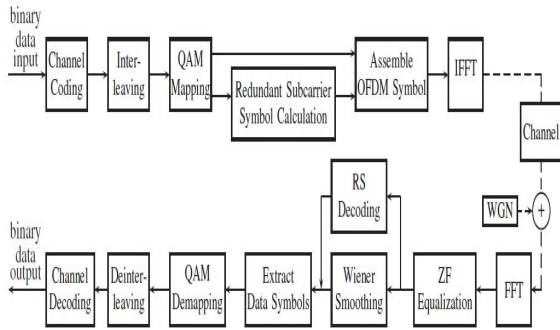 binary
data
input
Channel
Coding
Inter-
leaving
QAM
Mapping
Redundant Subcarrier
Symbol Calculation
Assemble
OFDM Symbol
IFFT
Channel
WGN
+
FFT
ZF
Equalization
Wiener
Smoothing
RS
Decoding
Extract
Data Symbols
QAM
Demapping
Deinter-
leaving
Channel
Decoding
binary
data
output